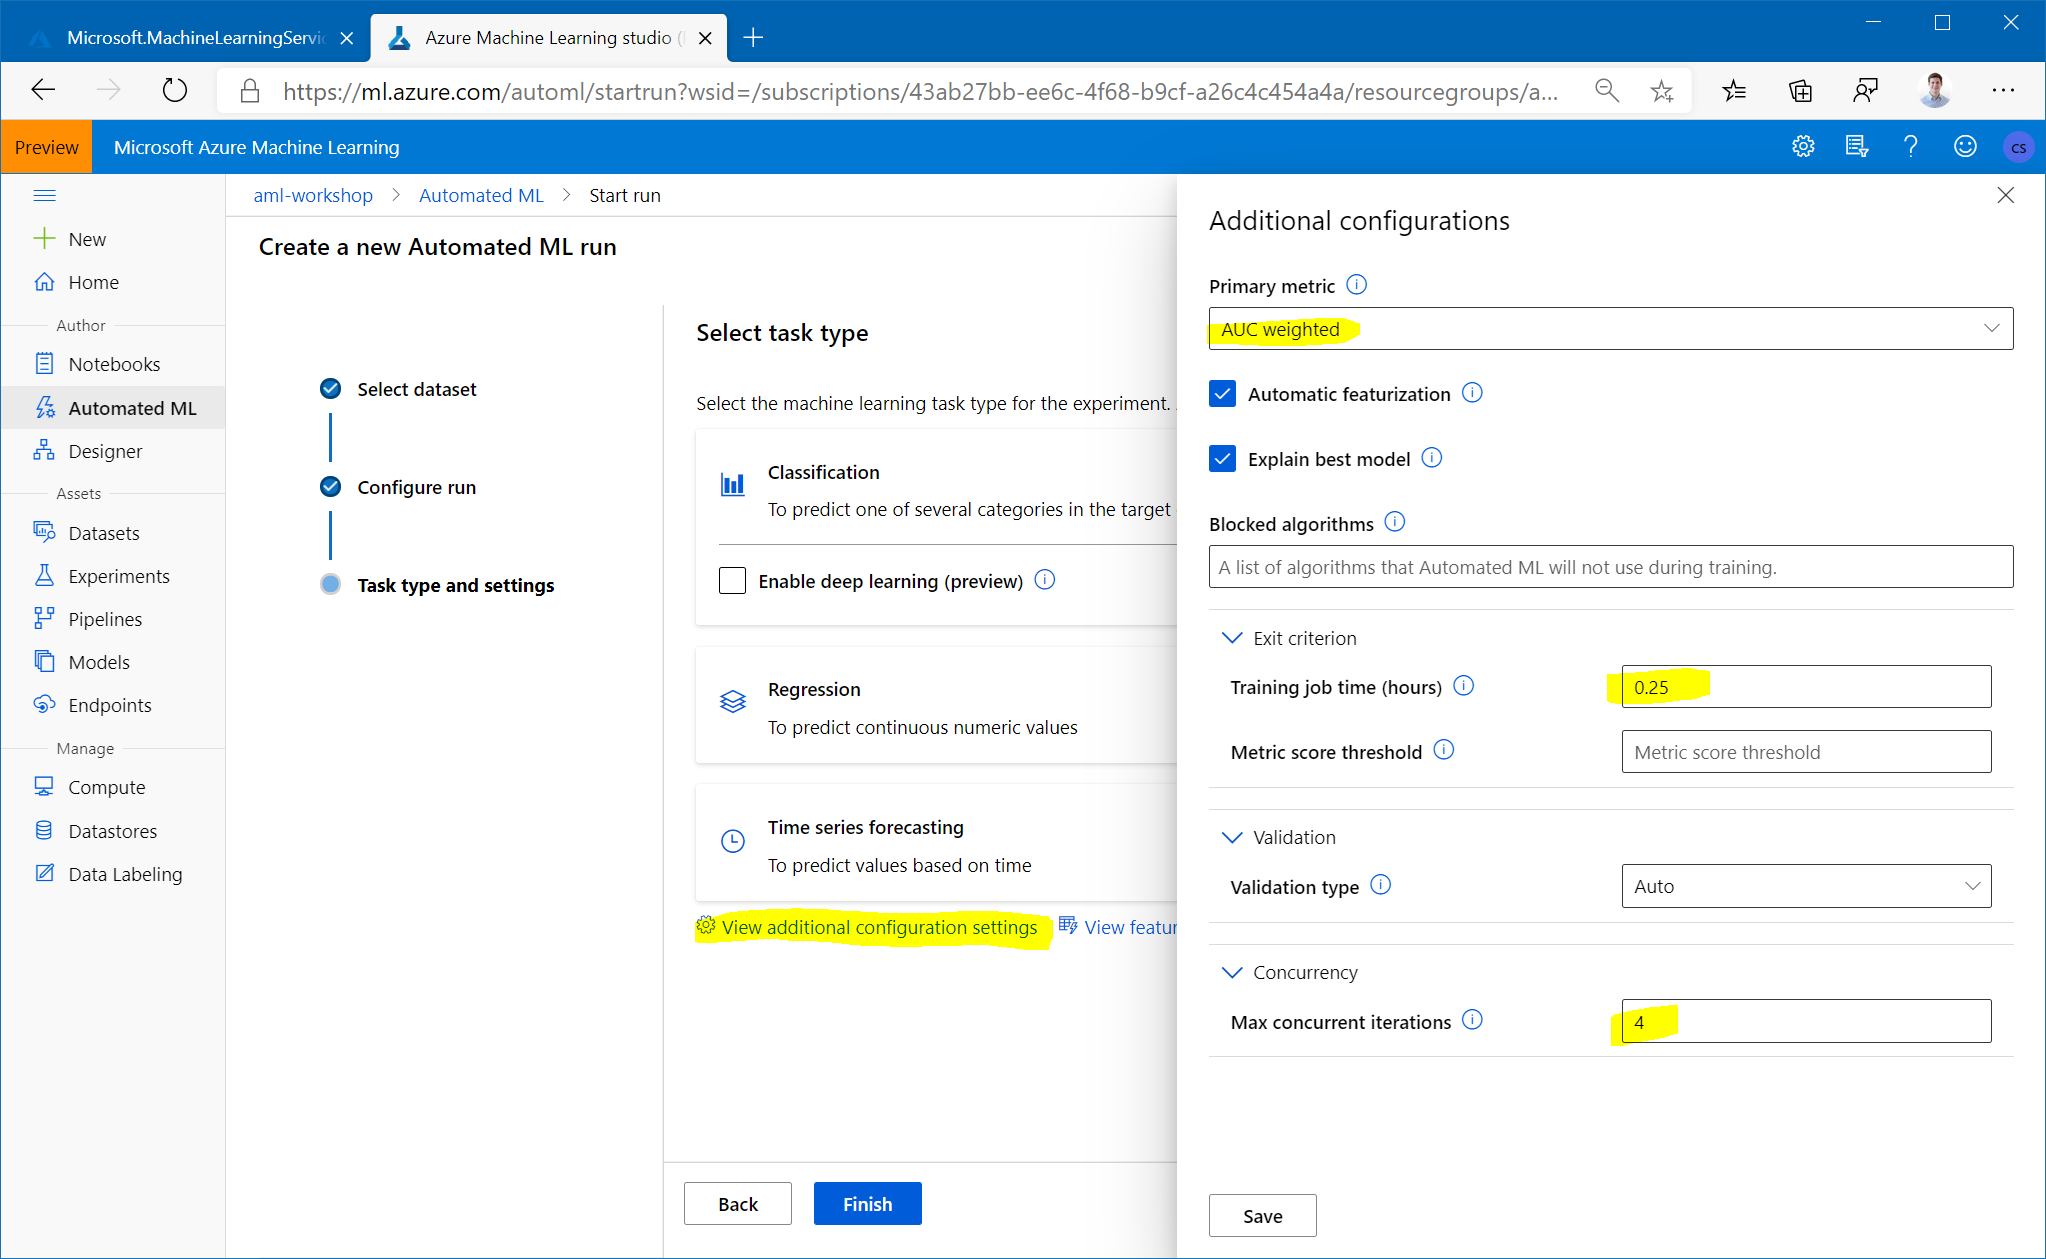 Microsoft.MachineLearningServic
Azure Machine Learning studio (
https://ml.azure.com/automl/startrun?wsid=/subscriptions/43ab27bb-ee6c-4f68-b9cf-a26c4c454a4a/resourcegroups/a...
Preview
Microsoft Azure Machine Learning
CS
New
Home
Author
Notebooks
Automated ML
Designer
Assets
Datasets
Experiments
Pipelines
Models
Endpoints
Manage
Compute
Datastores
Data Labeling
aml-workshop > Automated ML > Start run
Create a new Automated ML run
Select dataset
Configure run
Task type and settings
Select task type
Select the machine learning task type for the experiment.
Classification
To predict one of several categories in the target
Enable deep learning (preview)
Regression
To predict continuous numeric values
Time series forecasting
To predict values based on time
View additional configuration settings
View featur
Back
Finish
Additional configurations
Primary metric
AUC weighted
Automatic featurization
Explain best model
Blocked algorithms
A list of algorithms that Automated ML will not use during training.
Exit criterion
Training job time (hours)
0.25
Metric score threshold
Metric score threshold
Validation
Validation type
Auto
Concurrency
Max concurrent iterations
4
Save